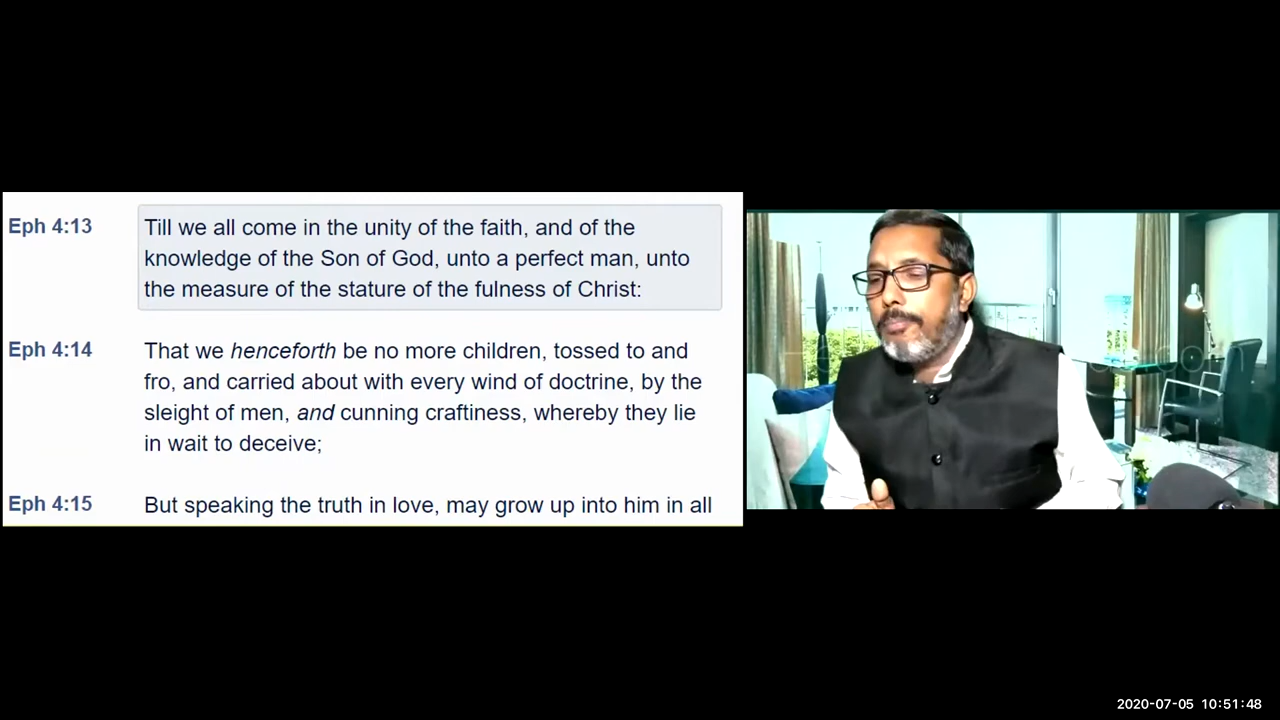 Eph 4:13
Till we all come in the unity of the faith, and of the
knowledge of the Son of God, unto a perfect man, unto
the measure of the stature of the fulness of Christ:
Eph 4:14
That we henceforth be no more children, tossed to and
fro, and carried about with every wind of doctrine, by the
sleight of men, and cunning craftiness, whereby they lie
in wait to deceive;
Eph 4:15
But speaking the truth in love, may grow up into him in all
2020-07-05 10:51:48